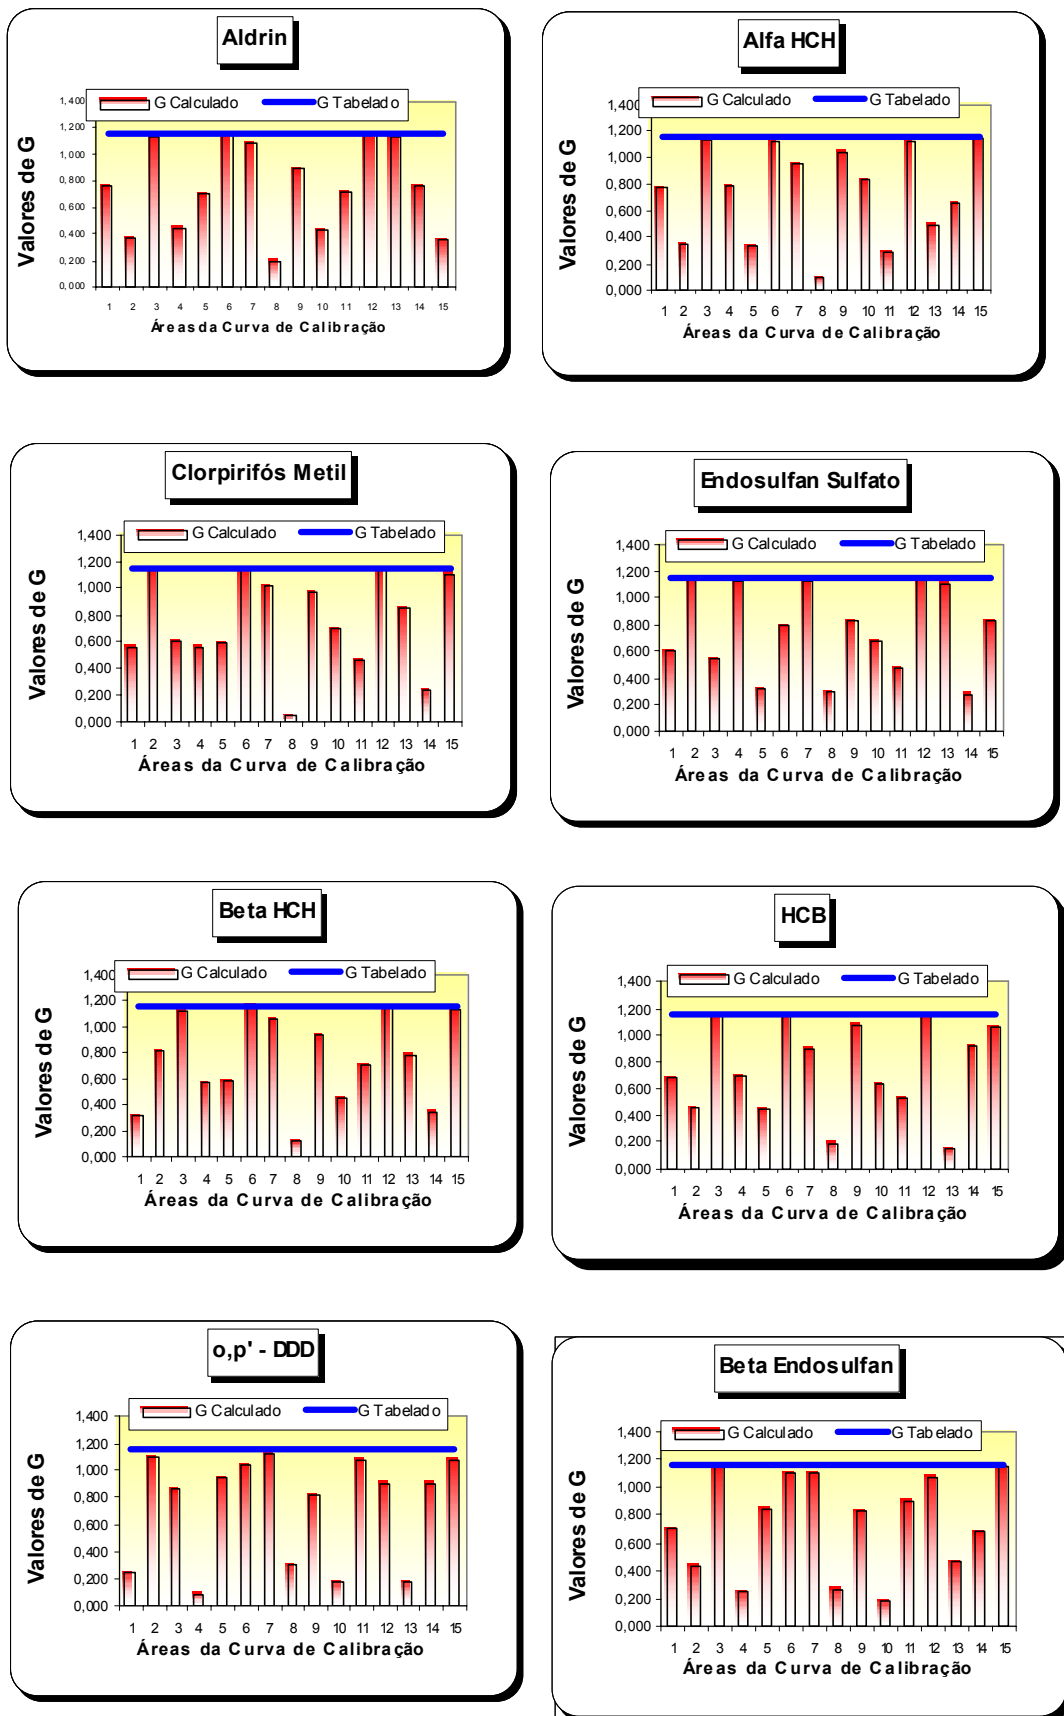 Aldrin
G Calculado G Tabelado
Valores de G
1,400
1,200
1,000
0,800
0,600
0,400
0,200
0,000
1 2 3 4 5 6 7 8 9 10 11 12 13 14 15
Áreas da Curva de Calibração
Alfa HCH
G Calculado G Tabelado
Valores de G
1,400
1,200
1,000
0,800
0,600
0,400
0,200
0,000
1 2 3 4 5 6 7 8 9 10 11 12 13 14 15
Áreas da Curva de Calibração
Clorpirifós Metil
G Calculado G Tabelado
Valores de G
1,400
1,200
1,000
0,800
0,600
0,400
0,200
0,000
1 2 3 4 5 6 7 8 9 10 11 12 13 14 15
Áreas da Curva de Calibração
Endosulfan Sulfato
G Calculado G Tabelado
Valores de G
1,400
1,200
1,000
0,800
0,600
0,400
0,200
0,000
1 2 3 4 5 6 7 8 9 10 11 12 13 14 15
Áreas da Curva de Calibração
Beta HCH
G Calculado G Tabelado
Valores de G
1,400
1,200
1,000
0,800
0,600
0,400
0,200
0,000
1 2 3 4 5 6 7 8 9 10 11 12 13 14 15
Áreas da Curva de Calibração
HCB
G Calculado G Tabelado
Valores de G
1,400
1,200
1,000
0,800
0,600
0,400
0,200
0,000
1 2 3 4 5 6 7 8 9 10 11 12 13 14 15
Áreas da Curva de Calibração
o,p' - DDD
G Calculado G Tabelado
Valores de G
1,400
1,200
1,000
0,800
0,600
0,400
0,200
0,000
1 2 3 4 5 6 7 8 9 10 11 12 13 14 15
Áreas da Curva de Calibração
Beta Endosulfan
G Calculado G Tabelado
Valores de G
1,400
1,200
1,000
0,800
0,600
0,400
0,200
0,000
1 2 3 4 5 6 7 8 9 10 11 12 13 14 15
Áreas da Curva de Calibração